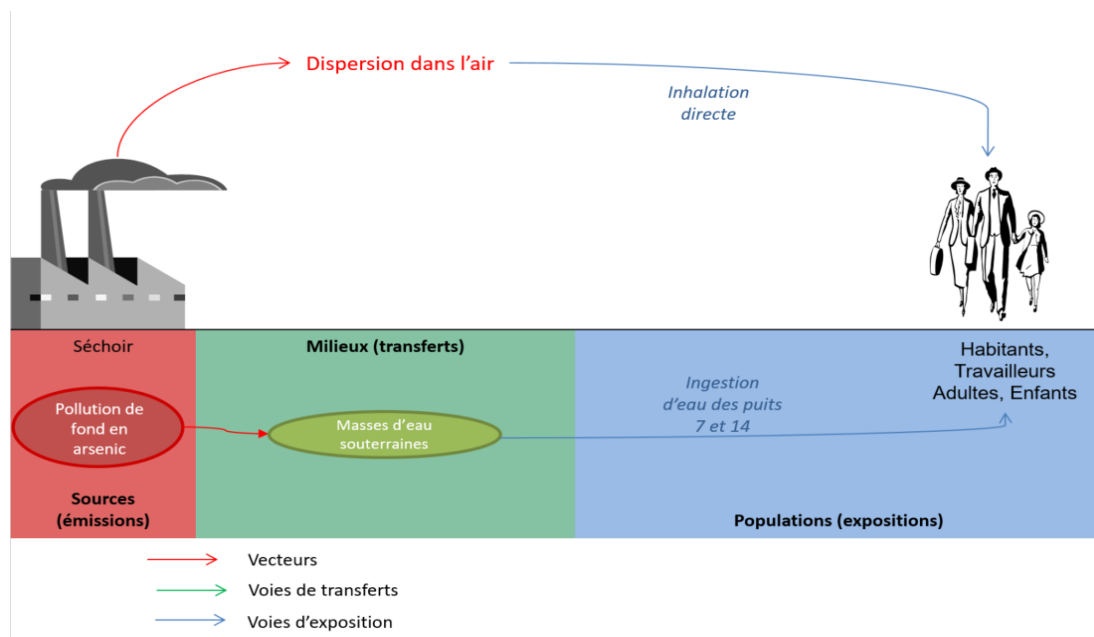 Dispersion dans l'air
Inhalation
directe
Séchoir
Milieux (transferts)
Habitants,
Travailleurs
Adultes, Enfants
Pollution de
fond en
arsenic
Masses d'eau
souterraines
Ingestion
d'eau des puits
7 et 14
Sources
(émissions)
Populations (expositions)
Vecteurs
Voies de transferts
Voies d'exposition